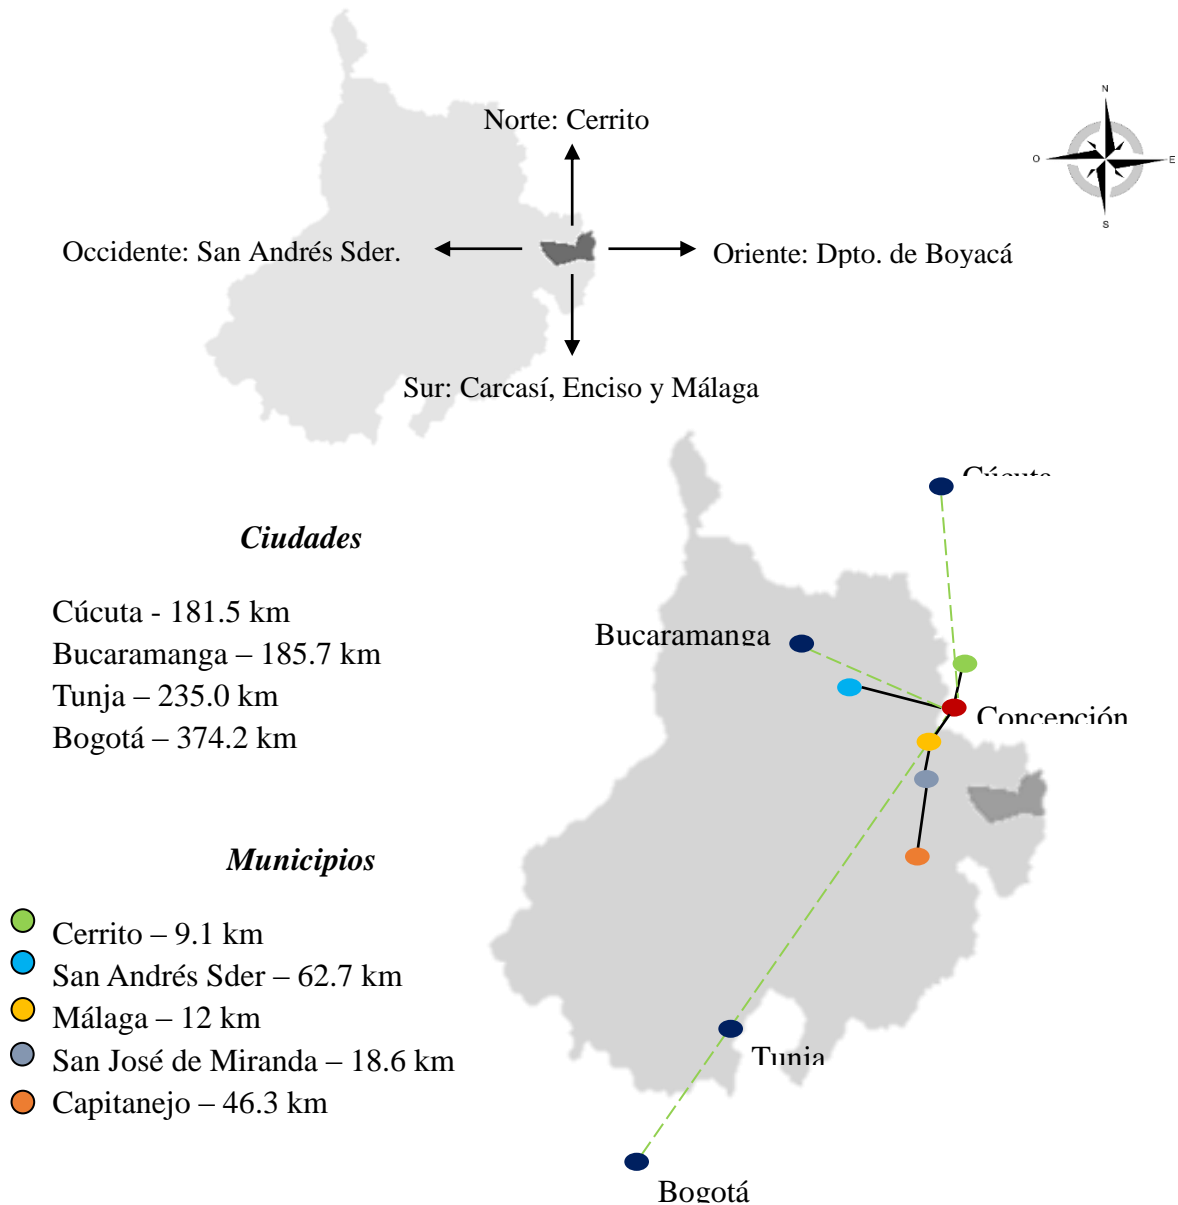 Norte: Cerrito
N
O
E
S
Occidente: San Andrés Sder.
Oriente: Dpto. de Boyacá
Sur: Carcasí, Enciso y Málaga
Cúcuta
Ciudades
Cúcuta - 181.5 km
Bucaramanga – 185.7 km
Tunja – 235.0 km
Bogotá – 374.2 km
Bucaramanga
Concepción
Municipios
Cerrito – 9.1 km
San Andrés Sder – 62.7 km
Málaga – 12 km
San José de Miranda – 18.6 km
Capitanejo – 46.3 km
Tunja
Bogotá